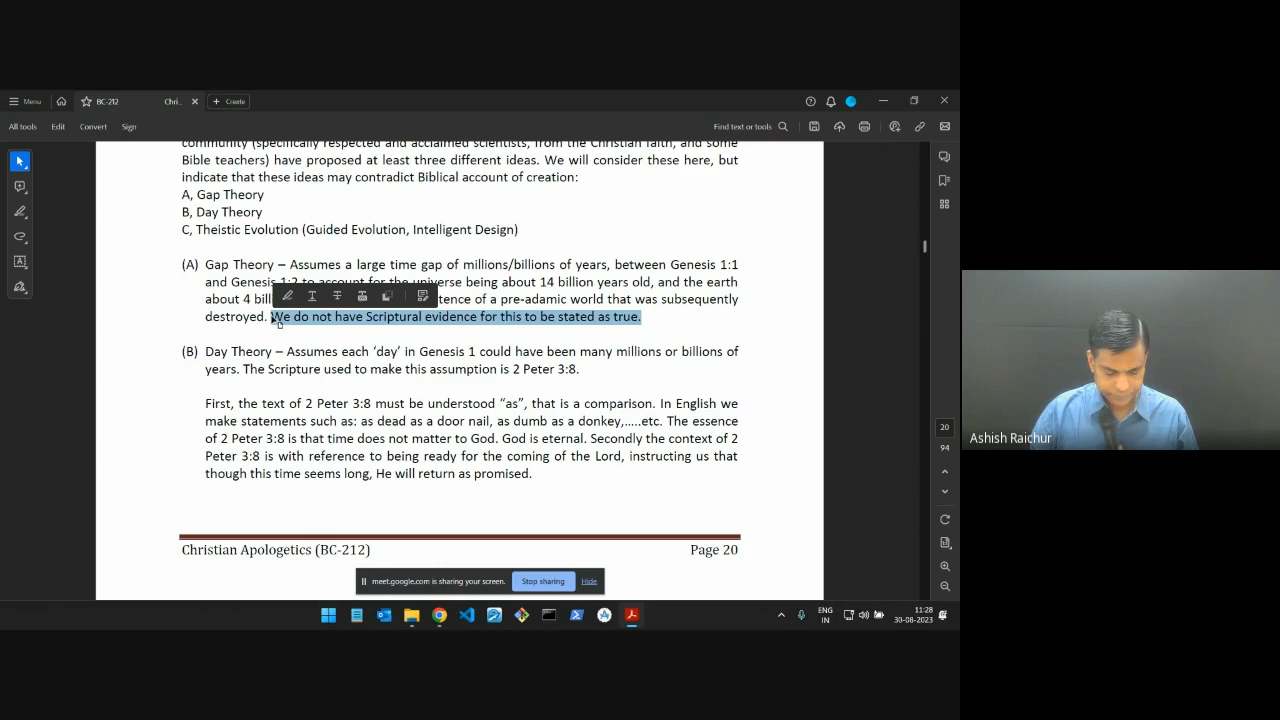 Menu
BC-212
Chri...
Create
All tools
Edit
Convert
Sign
Find text or tools
community (specifically respected and acclaimed scientists, from the Christian faith, and some
Bible teachers) have proposed at least three different ideas. We will consider these here, but
indicate that these ideas may contradict Biblical account of creation:
A, Gap Theory
B, Day Theory
C, Theistic Evolution (Guided Evolution, Intelligent Design)
(A) Gap Theory – Assumes a large time gap of millions/billions of years, between Genesis 1:1
and Genesis 1:2 to account for the universe being about 14 billion years old, and the earth
about 4 bill tence of a pre-adamic world that was subsequently
destroyed. We do not have Scriptural evidence for this to be stated as true.
(B) Day Theory – Assumes each ‘day’ in Genesis 1 could have been many millions or billions of
years. The Scripture used to make this assumption is 2 Peter 3:8.
First, the text of 2 Peter 3:8 must be understood “as”, that is a comparison. In English we
make statements such as: as dead as a door nail, as dumb as a donkey,.....etc. The essence
of 2 Peter 3:8 is that time does not matter to God. God is eternal. Secondly the context of 2
Peter 3:8 is with reference to being ready for the coming of the Lord, instructing us that
though this time seems long, He will return as promised.
Christian Apologetics (BC-212)
Page 20
20
94
meet.google.com is sharing your screen.
Stop sharing
Hide
ENG
IN
11:28
30-08-2023
Ashish Raichur